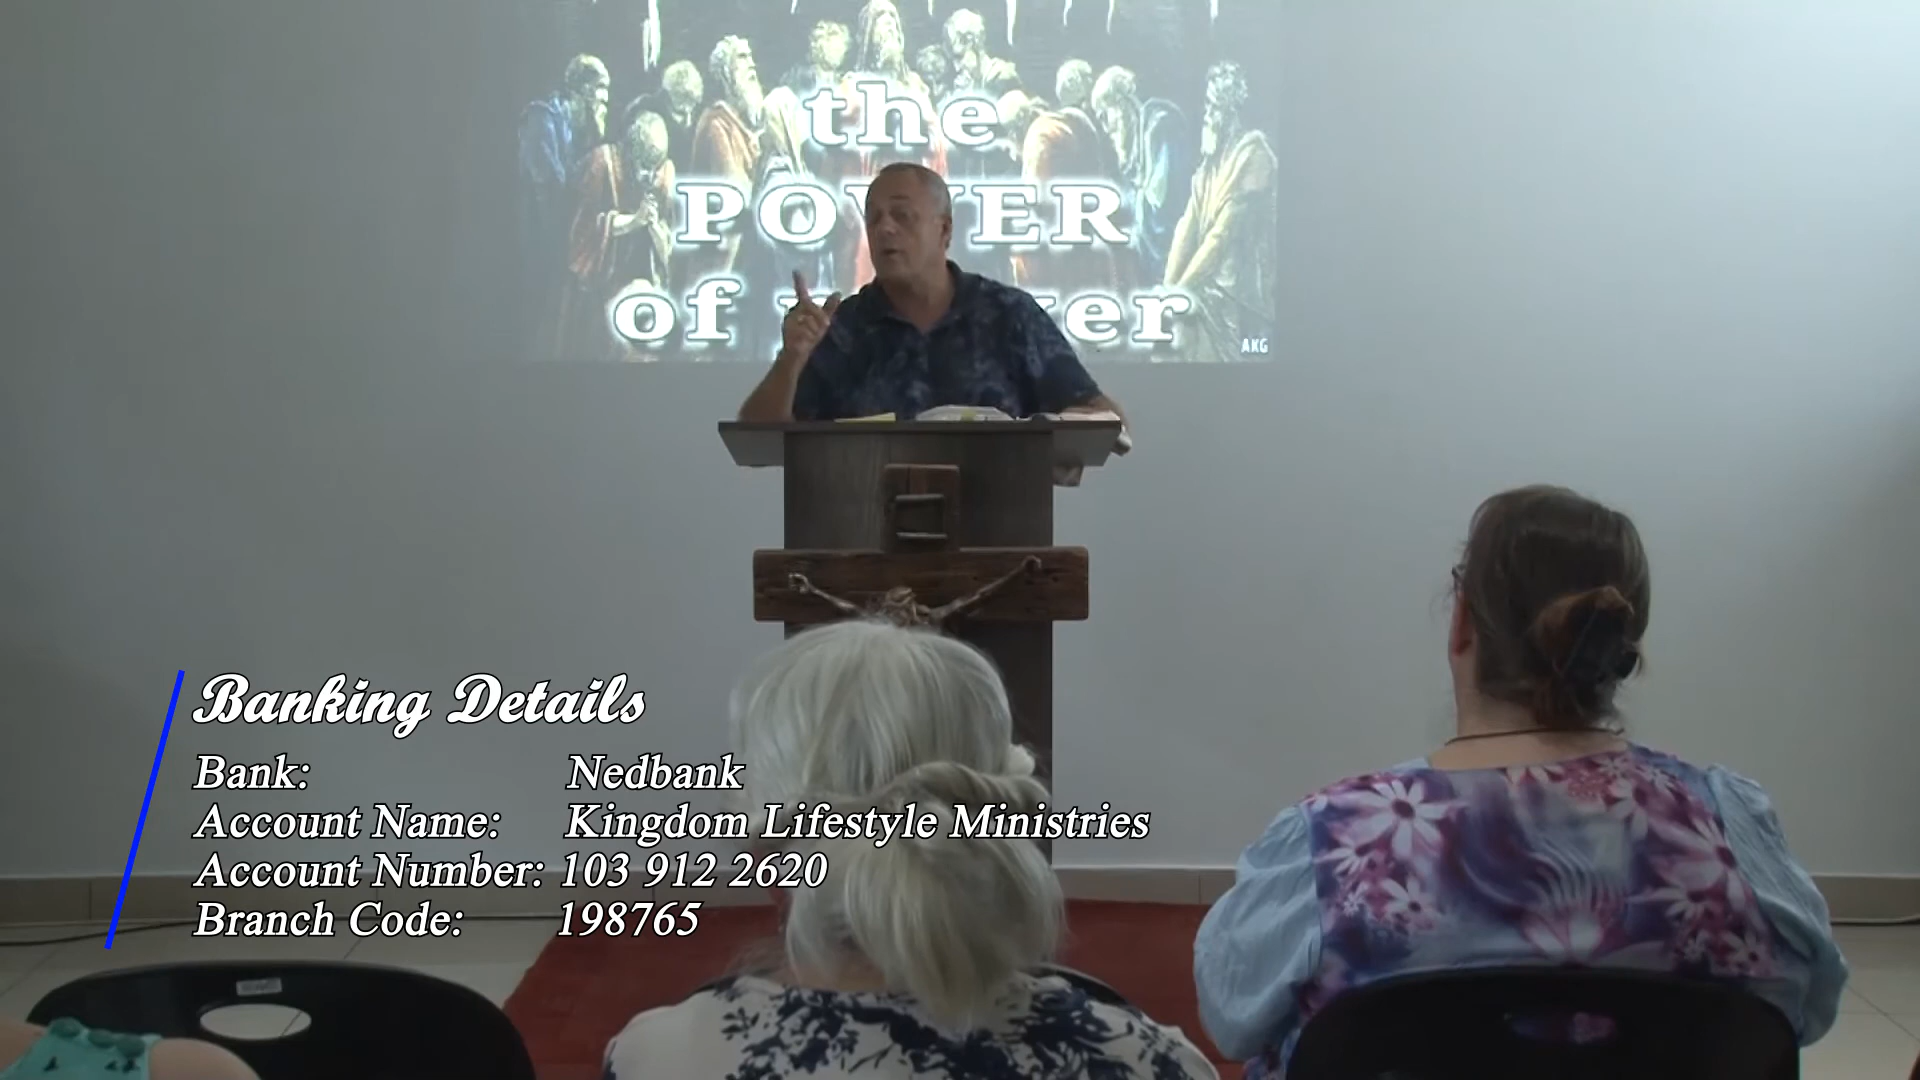 the
POWER
of
AKG
Banking Details
Bank: Nedbank
Account Name: Kingdom Lifestyle Ministries
Account Number: 103 912 2620
Branch Code: 198765